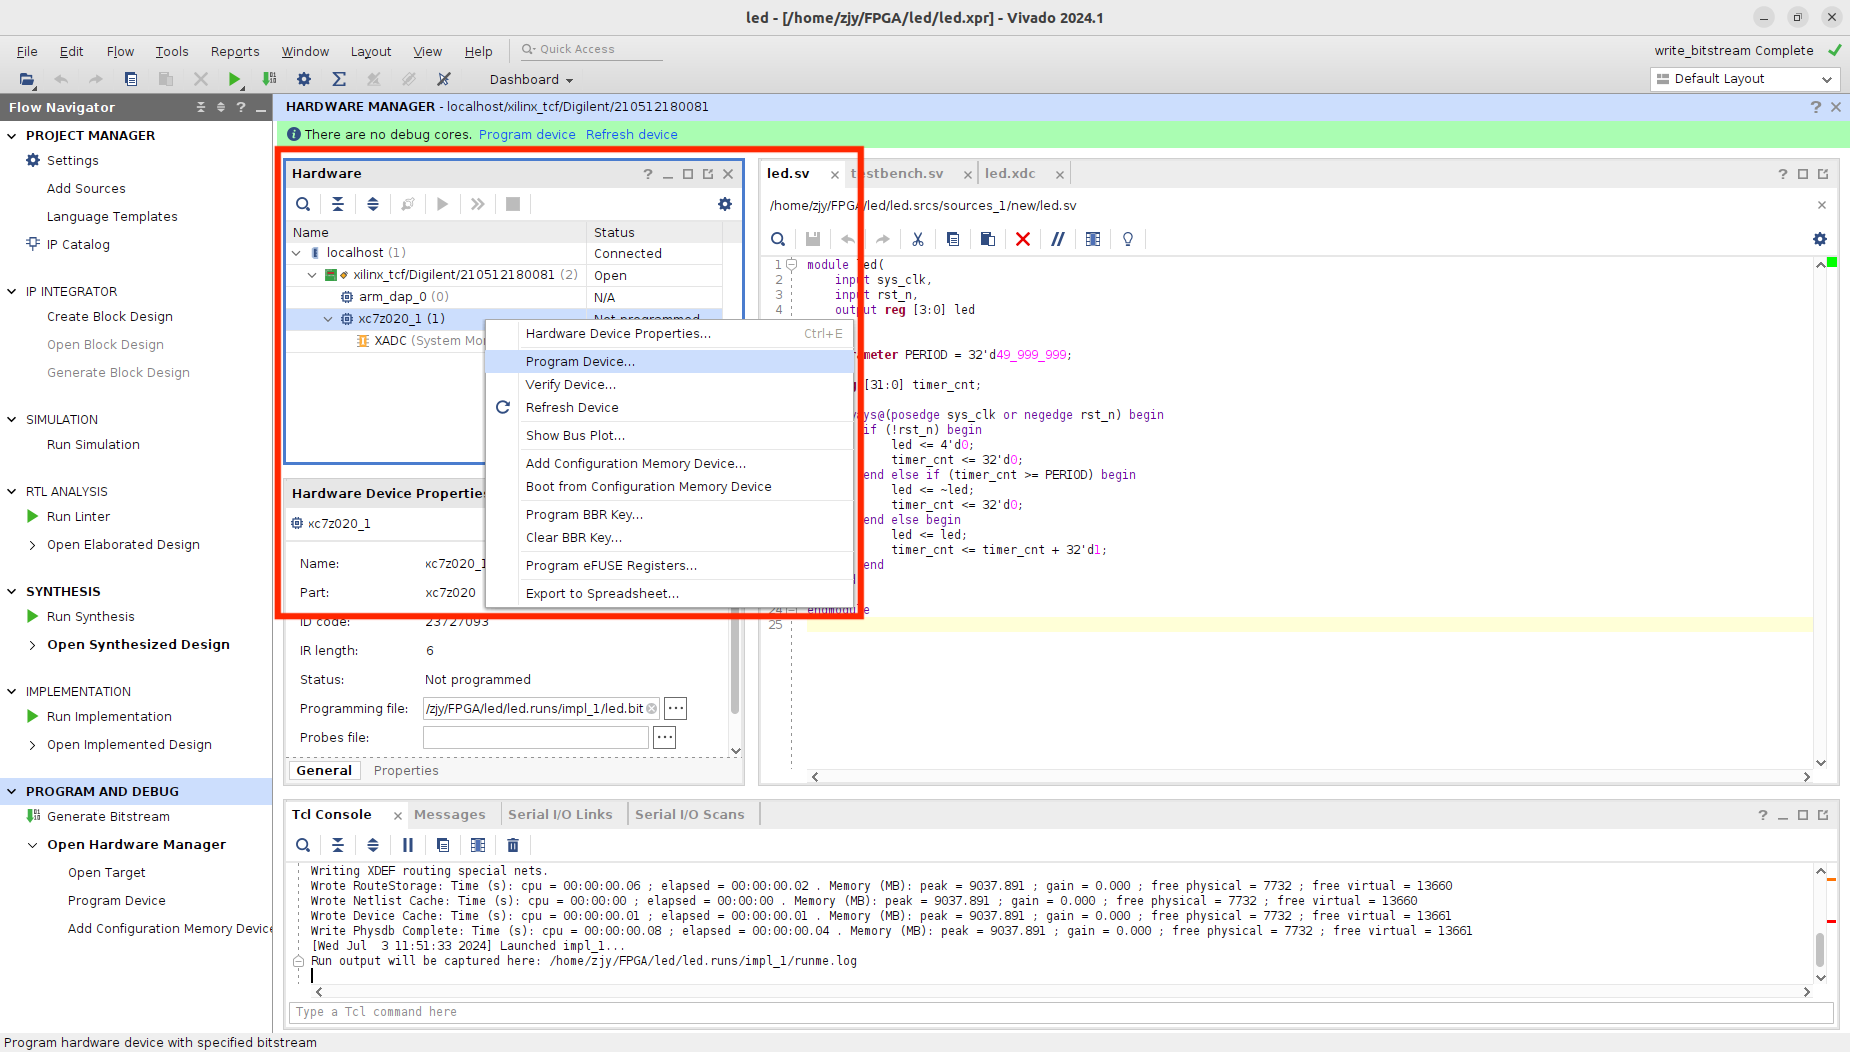 led - [/home/zjy/FPGA/led/led.xpr] - Vivado 2024.1
File Edit Flow Tools Reports Window Layout View Help Quick Access
write_bitstream Complete
Dashboard
Default Layout
Flow Navigator
PROJECT MANAGER
Settings
Add Sources
Language Templates
IP Catalog
IP INTEGRATOR
Create Block Design
Open Block Design
Generate Block Design
SIMULATION
Run Simulation
RTL ANALYSIS
Run Linter
Open Elaborated Design
SYNTHESIS
Run Synthesis
Open Synthesized Design
IMPLEMENTATION
Run Implementation
Open Implemented Design
PROGRAM AND DEBUG
Generate Bitstream
Open Hardware Manager
Open Target
Program Device
Add Configuration Memory Device
HARDWARE MANAGER - localhost/xilinx_tcf/Digilent/210512180081
There are no debug cores. Program device Refresh device
Hardware
Name Status
localhost (1) Connected
xilinx_tcf/Digilent/210512180081 (2) Open
arm_dap_0 (0) N/A
xc7z020_1 (1) Not programmed
XADC (System Mo
Hardware Device Properties... Ctrl+E
Program Device...
Verify Device...
Refresh Device
Show Bus Plot...
Add Configuration Memory Device...
Boot from Configuration Memory Device
Program BBR Key...
Clear BBR Key...
Program eFUSE Registers...
Export to Spreadsheet...
Hardware Device Propertie
xc7z020_1
Name: xc7z020_1
Part: xc7z020
ID code: 23727093
IR length: 6
Status: Not programmed
Programming file: /zjy/FPGA/led/led.runs/impl_1/led.bit
Probes file:
General Properties
led.sv testbench.sv led.xdc
/home/zjy/FPGA/led/led.srcs/sources_1/new/led.sv
1 module led(
2 input sys_clk,
3 input rst_n,
4 output reg [3:0] led
meter PERIOD = 32'd49_999_999;
[31:0] timer_cnt;
ays@(posedge sys_clk or negedge rst_n) begin
if (!rst_n) begin
led <= 4'd0;
timer_cnt <= 32'd0;
end else if (timer_cnt >= PERIOD) begin
led <= ~led;
timer_cnt <= 32'd0;
end else begin
led <= led;
timer_cnt <= timer_cnt + 32'd1;
end
24 endmodule
25
Tcl Console Messages Serial I/O Links Serial I/O Scans
Writing XDEF routing special nets.
Wrote RouteStorage: Time (s): cpu = 00:00:00.06 ; elapsed = 00:00:00.02 . Memory (MB): peak = 9037.891 ; gain = 0.000 ; free physical = 7732 ; free virtual = 13660
Wrote Netlist Cache: Time (s): cpu = 00:00:00 ; elapsed = 00:00:00 . Memory (MB): peak = 9037.891 ; gain = 0.000 ; free physical = 7732 ; free virtual = 13660
Wrote Device Cache: Time (s): cpu = 00:00:00.01 ; elapsed = 00:00:00.01 . Memory (MB): peak = 9037.891 ; gain = 0.000 ; free physical = 7732 ; free virtual = 13661
Write Physdb Complete: Time (s): cpu = 00:00:00.08 ; elapsed = 00:00:00.04 . Memory (MB): peak = 9037.891 ; gain = 0.000 ; free physical = 7732 ; free virtual = 13661
[Wed Jul  3 11:51:33 2024] Launched impl_1...
Run output will be captured here: /home/zjy/FPGA/led/led.runs/impl_1/runme.log
Type a Tcl command here
Program hardware device with specified bitstream